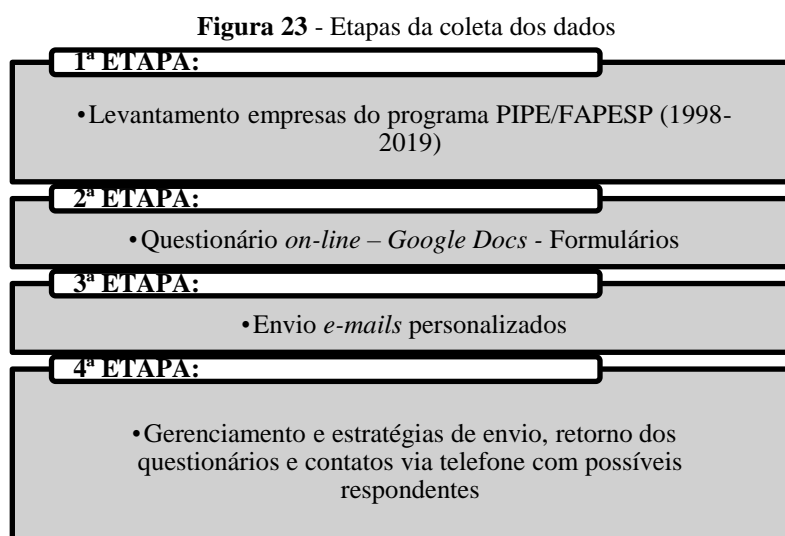 Figura 23 - Etapas da coleta dos dados
1ª ETAPA:
•Levantamento empresas do programa PIPE/FAPESP (1998-
2019)
2ª ETAPA:
•Questionário on-line – Google Docs - Formulários
3ª ETAPA:
•Envio e-mails personalizados
4ª ETAPA:
•Gerenciamento e estratégias de envio, retorno dos
questionários e contatos via telefone com possíveis
respondentes